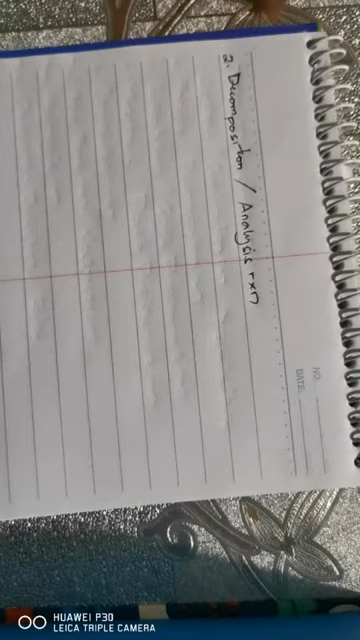 NO.
DATE:
2. Decomposition / Analysis rxn
HUAWEI P30
LEICA TRIPLE CAMERA